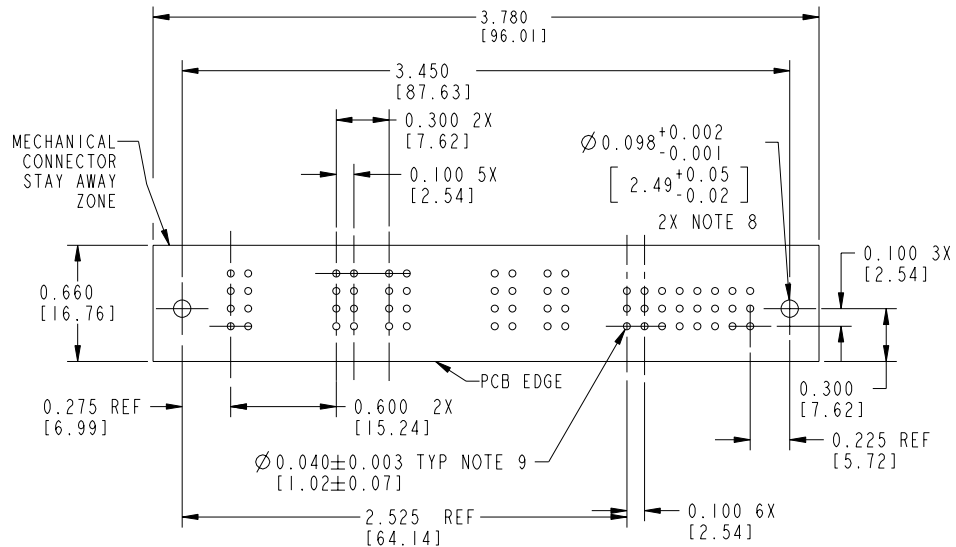 3.780
[96.01]
3.450
[87.63]
0.300 2X
[7.62]
0.100 5X
[2.54]
MECHANICAL
CONNECTOR
STAY AWAY
ZONE
Ø0.098 +0.002
-0.001
[2.49 +0.05
-0.02]
2X NOTE 8
0.100 3X
[2.54]
0.660
[16.76]
PCB EDGE
0.300
[7.62]
0.275 REF
[6.99]
0.600 2X
[15.24]
0.225 REF
[5.72]
Ø0.040±0.003 TYP NOTE 9
[1.02±0.07]
0.100 6X
[2.54]
2.525 REF
[64.14]